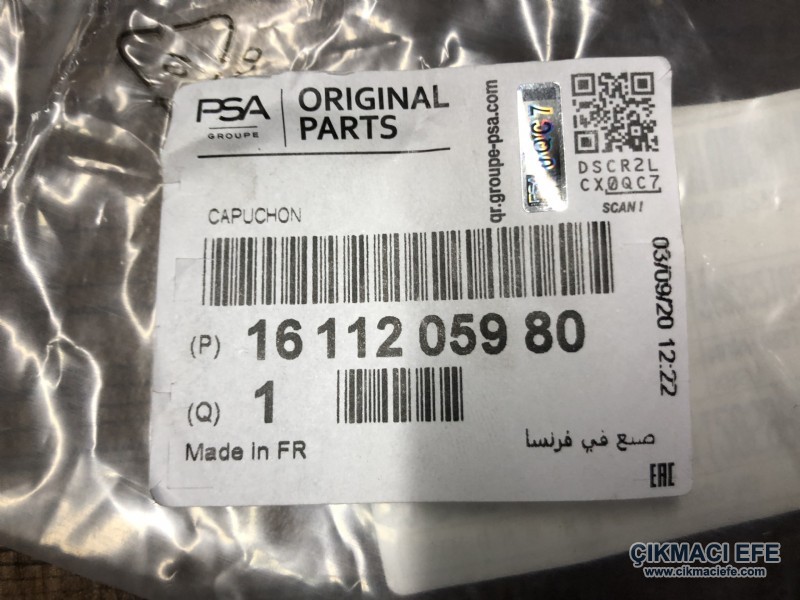 PSA
GROUPE
ORIGINAL
PARTS
qr.groupe-psa.com
DSCR2L
CX0QC7
SCAN!
CAPUCHON
03/09/20 12:22
(P) 16 112 059 80
(Q) 1
Made in FR
صنع في فرنسا
EAC
ÇIKMACI EFE
www.cikmaciefe.com